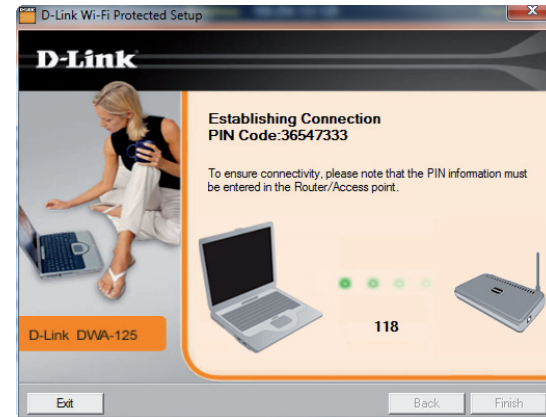 D-Link Wi-Fi Protected Setup
D-Link
Establishing Connection
PIN Code:36547333
To ensure connectivity, please note that the PIN information must
be entered in the Router/Access point.
118
D-Link DWA-125
Exit
Back
Finish